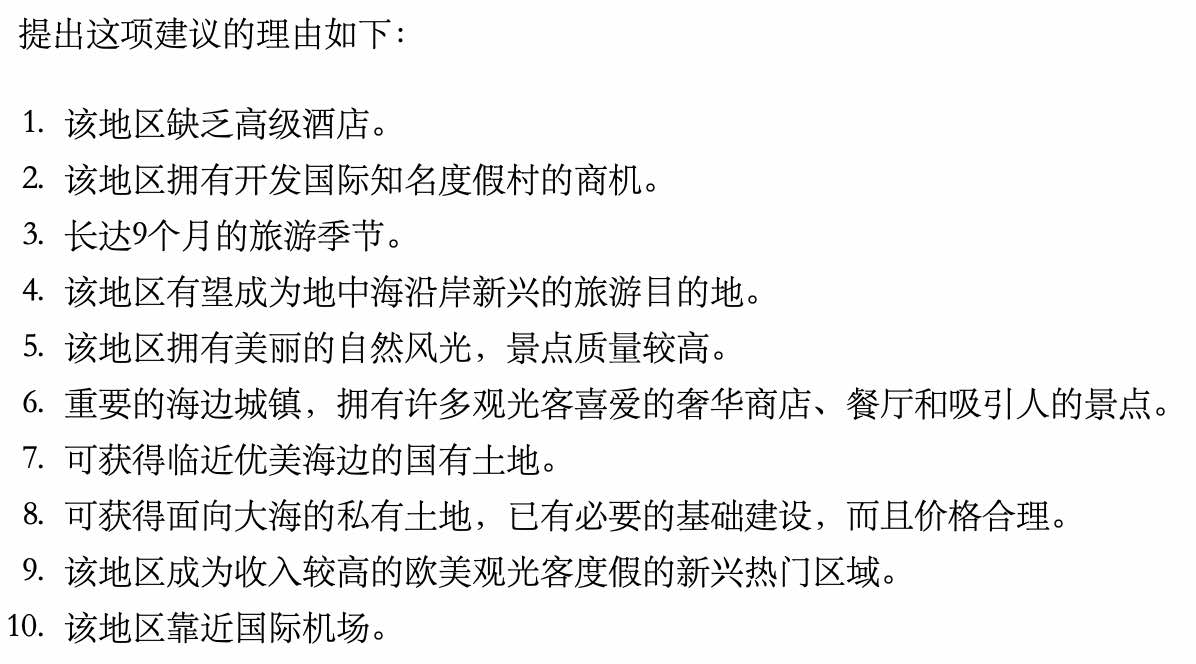 提出这项建议的理由如下：
1. 该地区缺乏高级酒店。
2. 该地区拥有开发国际知名度假村的商机。
3. 长达9个月的旅游季节。
4. 该地区有望成为地中海沿岸新兴的旅游目的地。
5. 该地区拥有美丽的自然风光，景点质量较高。
6. 重要的海边城镇，拥有许多观光客喜爱的奢华商店、餐厅和吸引人的景点。
7. 可获得临近优美海边的国有土地。
8. 可获得面向大海的私有土地，已有必要的基础建设，而且价格合理。
9. 该地区成为收入较高的欧美观光客度假的新兴热门区域。
10. 该地区靠近国际机场。